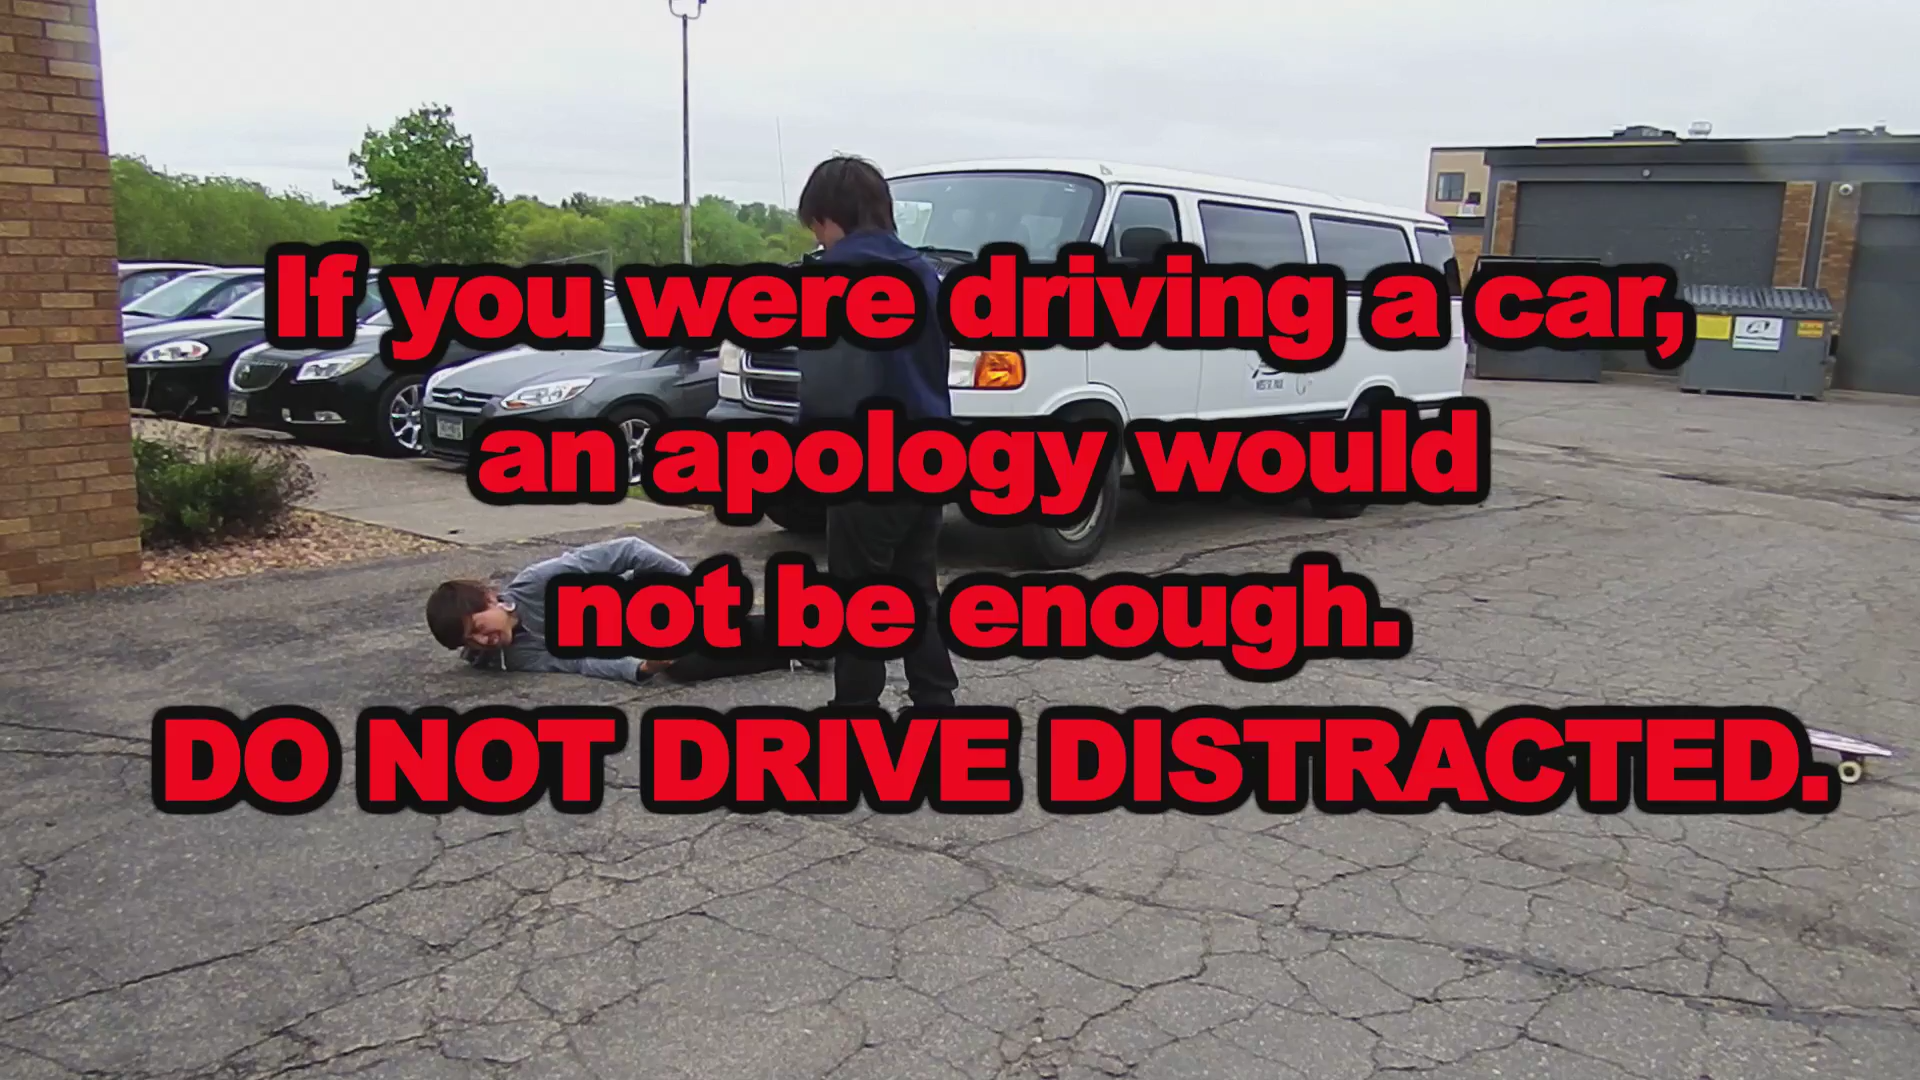 If you were driving a car,
an apology would
not be enough.
DO NOT DRIVE DISTRACTED.